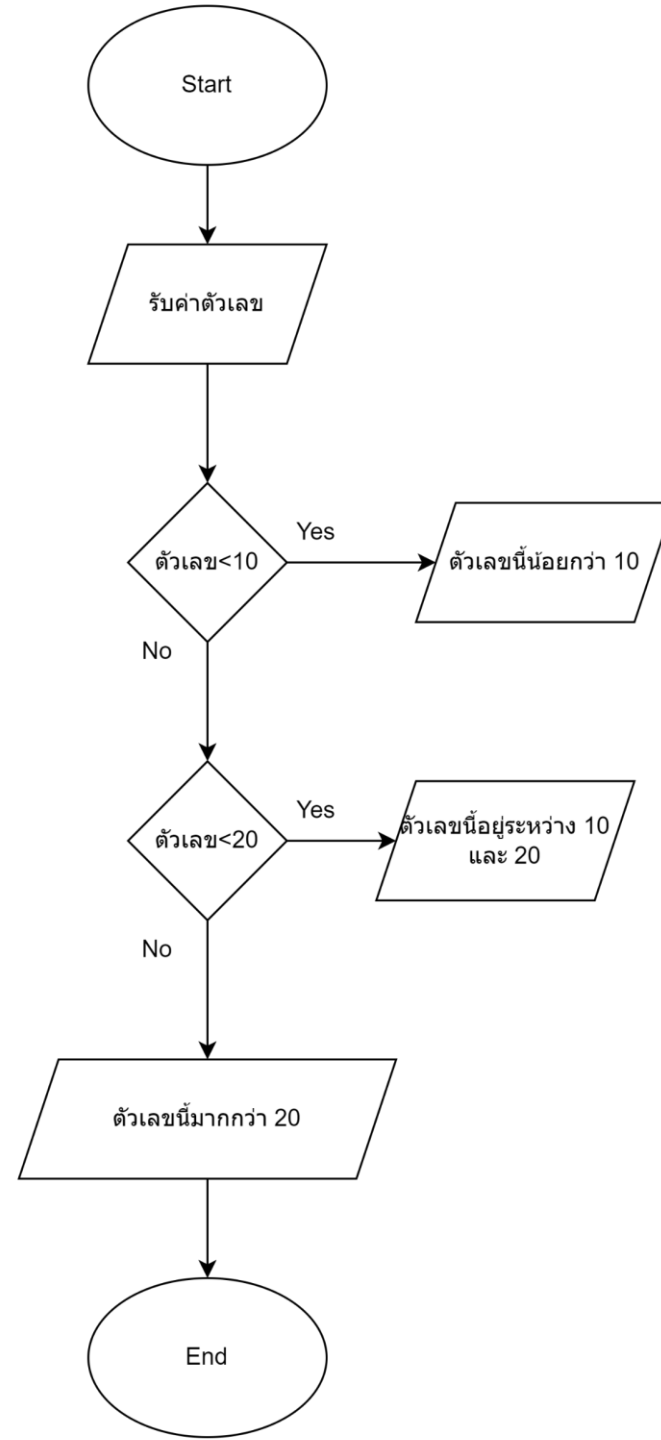 Start
รับค่าตัวเลข
ตัวเลข<10
Yes
ตัวเลขนี้น้อยกว่า 10
No
ตัวเลข<20
Yes
ตัวเลขนี้อยู่ระหว่าง 10
และ 20
No
ตัวเลขนี้มากกว่า 20
End